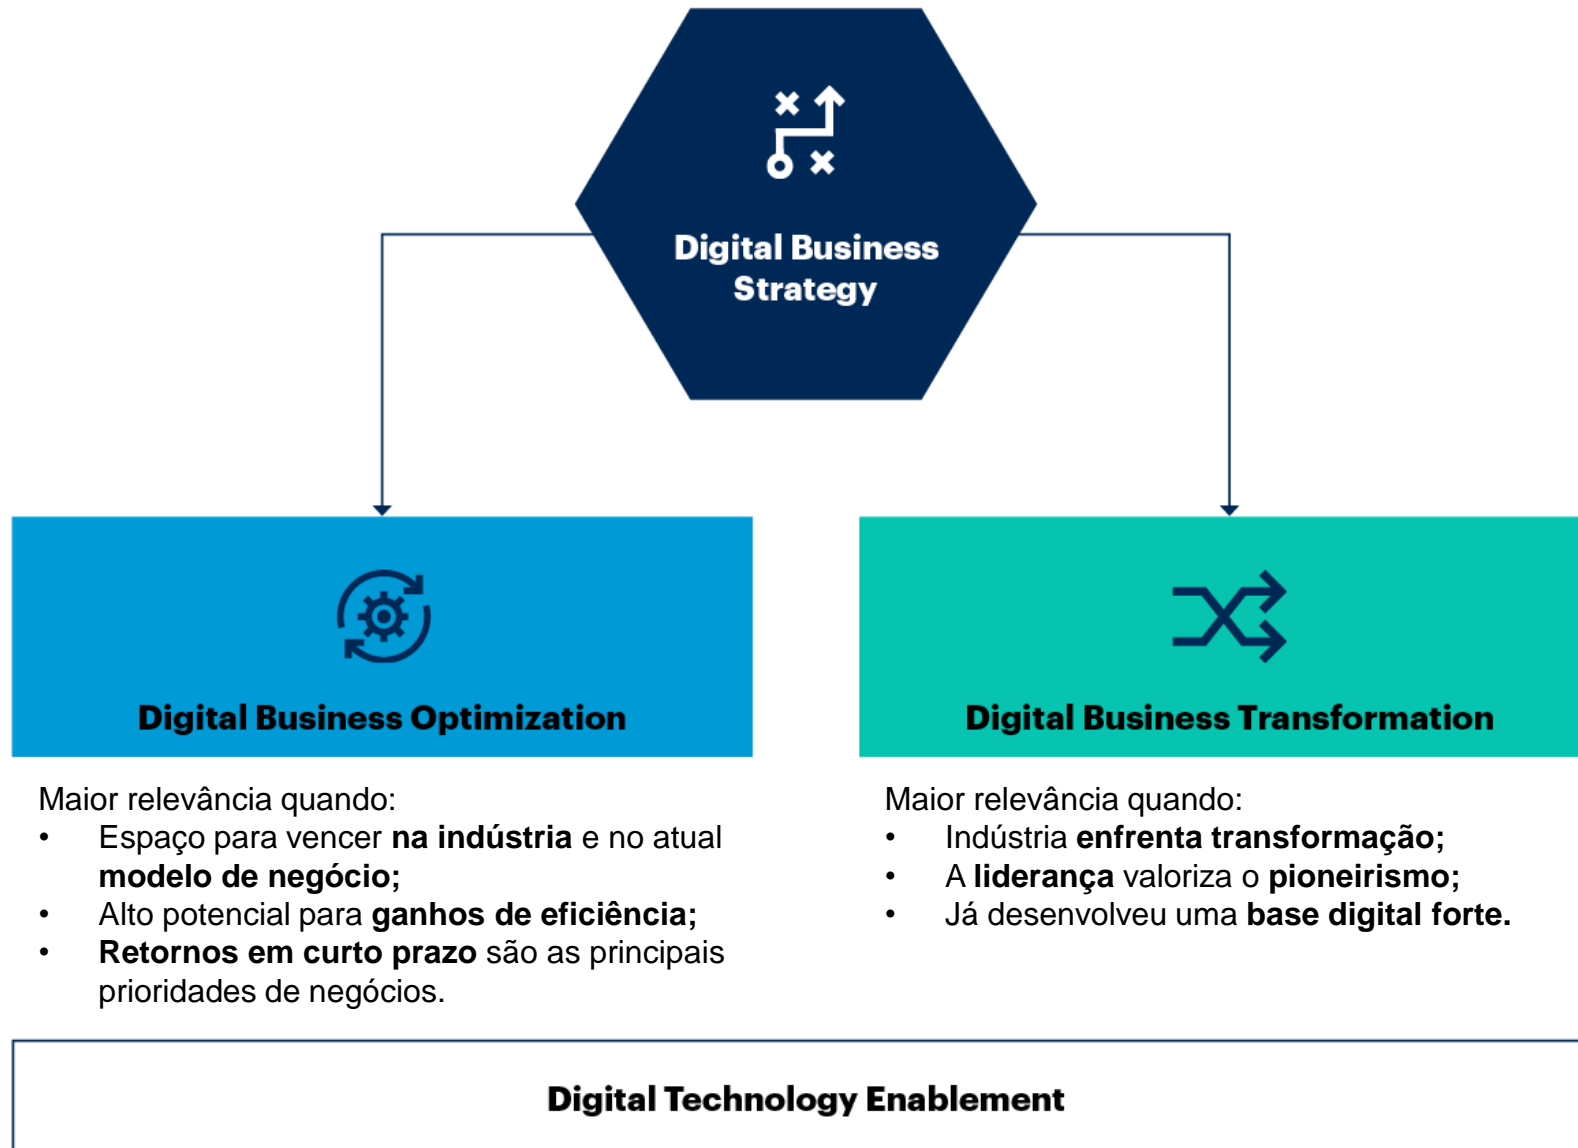 Digital Business
Strategy
Digital Business Optimization
Maior relevância quando:
• Espaço para vencer na indústria e no atual
modelo de negócio;
• Alto potencial para ganhos de eficiência;
• Retornos em curto prazo são as principais
prioridades de negócios.
Digital Business Transformation
Maior relevância quando:
• Indústria enfrenta transformação;
• A liderança valoriza o pioneirismo;
• Já desenvolveu uma base digital forte.
Digital Technology Enablement